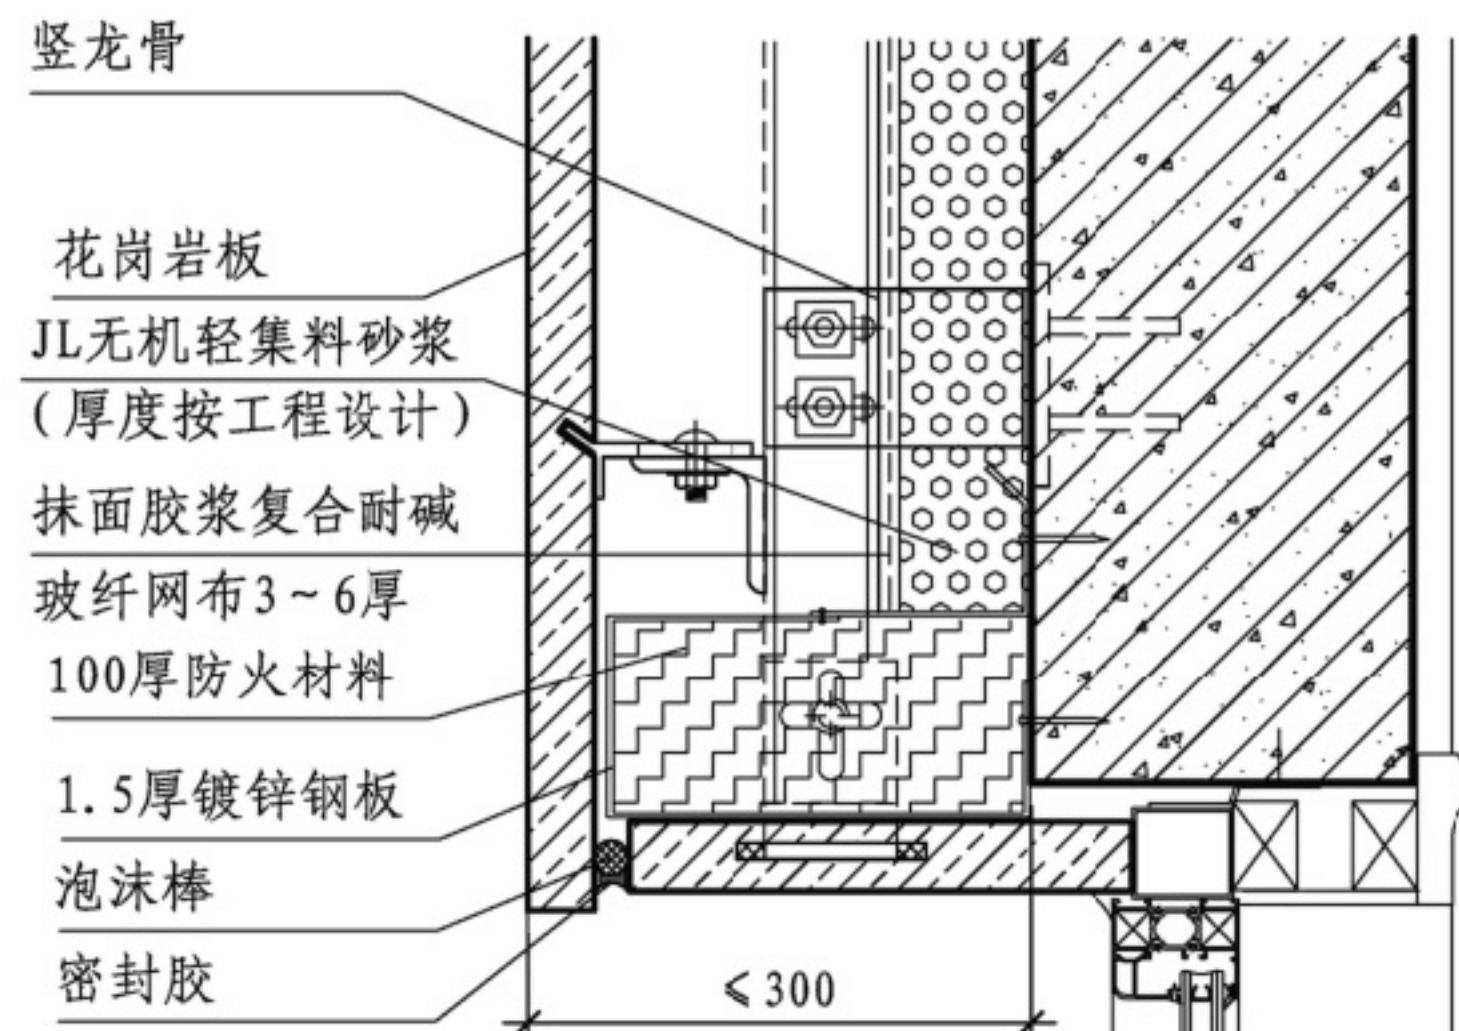 竖龙骨
花岗岩板
JL无机轻集料砂浆
(厚度按工程设计)
抹面胶浆复合耐碱
玻纤网布3~6厚
100厚防火材料
1.5厚镀锌钢板
泡沫棒
密封胶
≤300